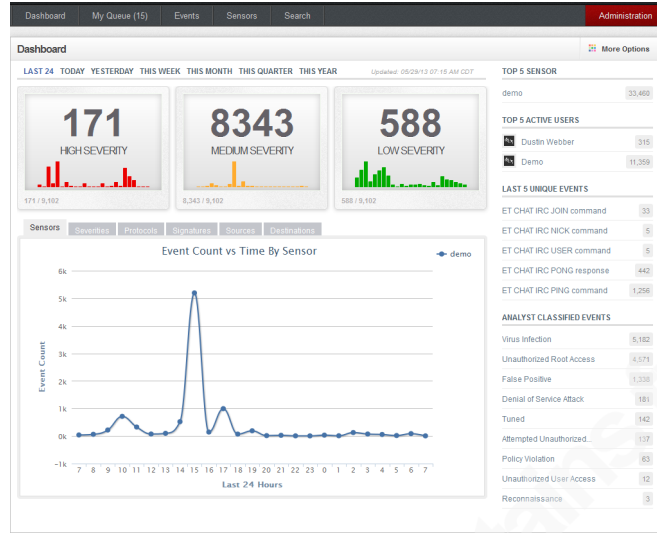 Dashboard My Queue (15) Events Sensors Search Administration
Dashboard More Options
LAST 24 TODAY YESTERDAY THIS WEEK THIS MONTH THIS QUARTER THIS YEAR Updated: 05/29/13 07:15 AM CDT
171
HIGH SEVERITY
171 / 9,102
8343
MEDIUM SEVERITY
8,343 / 9,102
588
LOW SEVERITY
588 / 9,102
Sensors Severities Protocols Signatures Sources Destinations
Event Count vs Time By Sensor
demo
6k
5k
4k
3k
2k
1k
0k
-1k
Event Count
7 8 9 10 11 12 13 14 15 16 17 18 19 20 21 22 23 0 1 2 3 4 5 6 7
Last 24 Hours
TOP 5 SENSOR
demo 33,460
TOP 5 ACTIVE USERS
Dustin Webber 315
Demo 11,359
LAST 5 UNIQUE EVENTS
ET CHAT IRC JOIN command 33
ET CHAT IRC NICK command 5
ET CHAT IRC USER command 5
ET CHAT IRC PONG response 442
ET CHAT IRC PING command 1,256
ANALYST CLASSIFIED EVENTS
Virus Infection 5,182
Unauthorized Root Access 4,571
False Positive 1,338
Denial of Service Attack 181
Tuned 142
Attempted Unauthorized... 137
Policy Violation 63
Unauthorized User Access 12
Reconnaissance 3